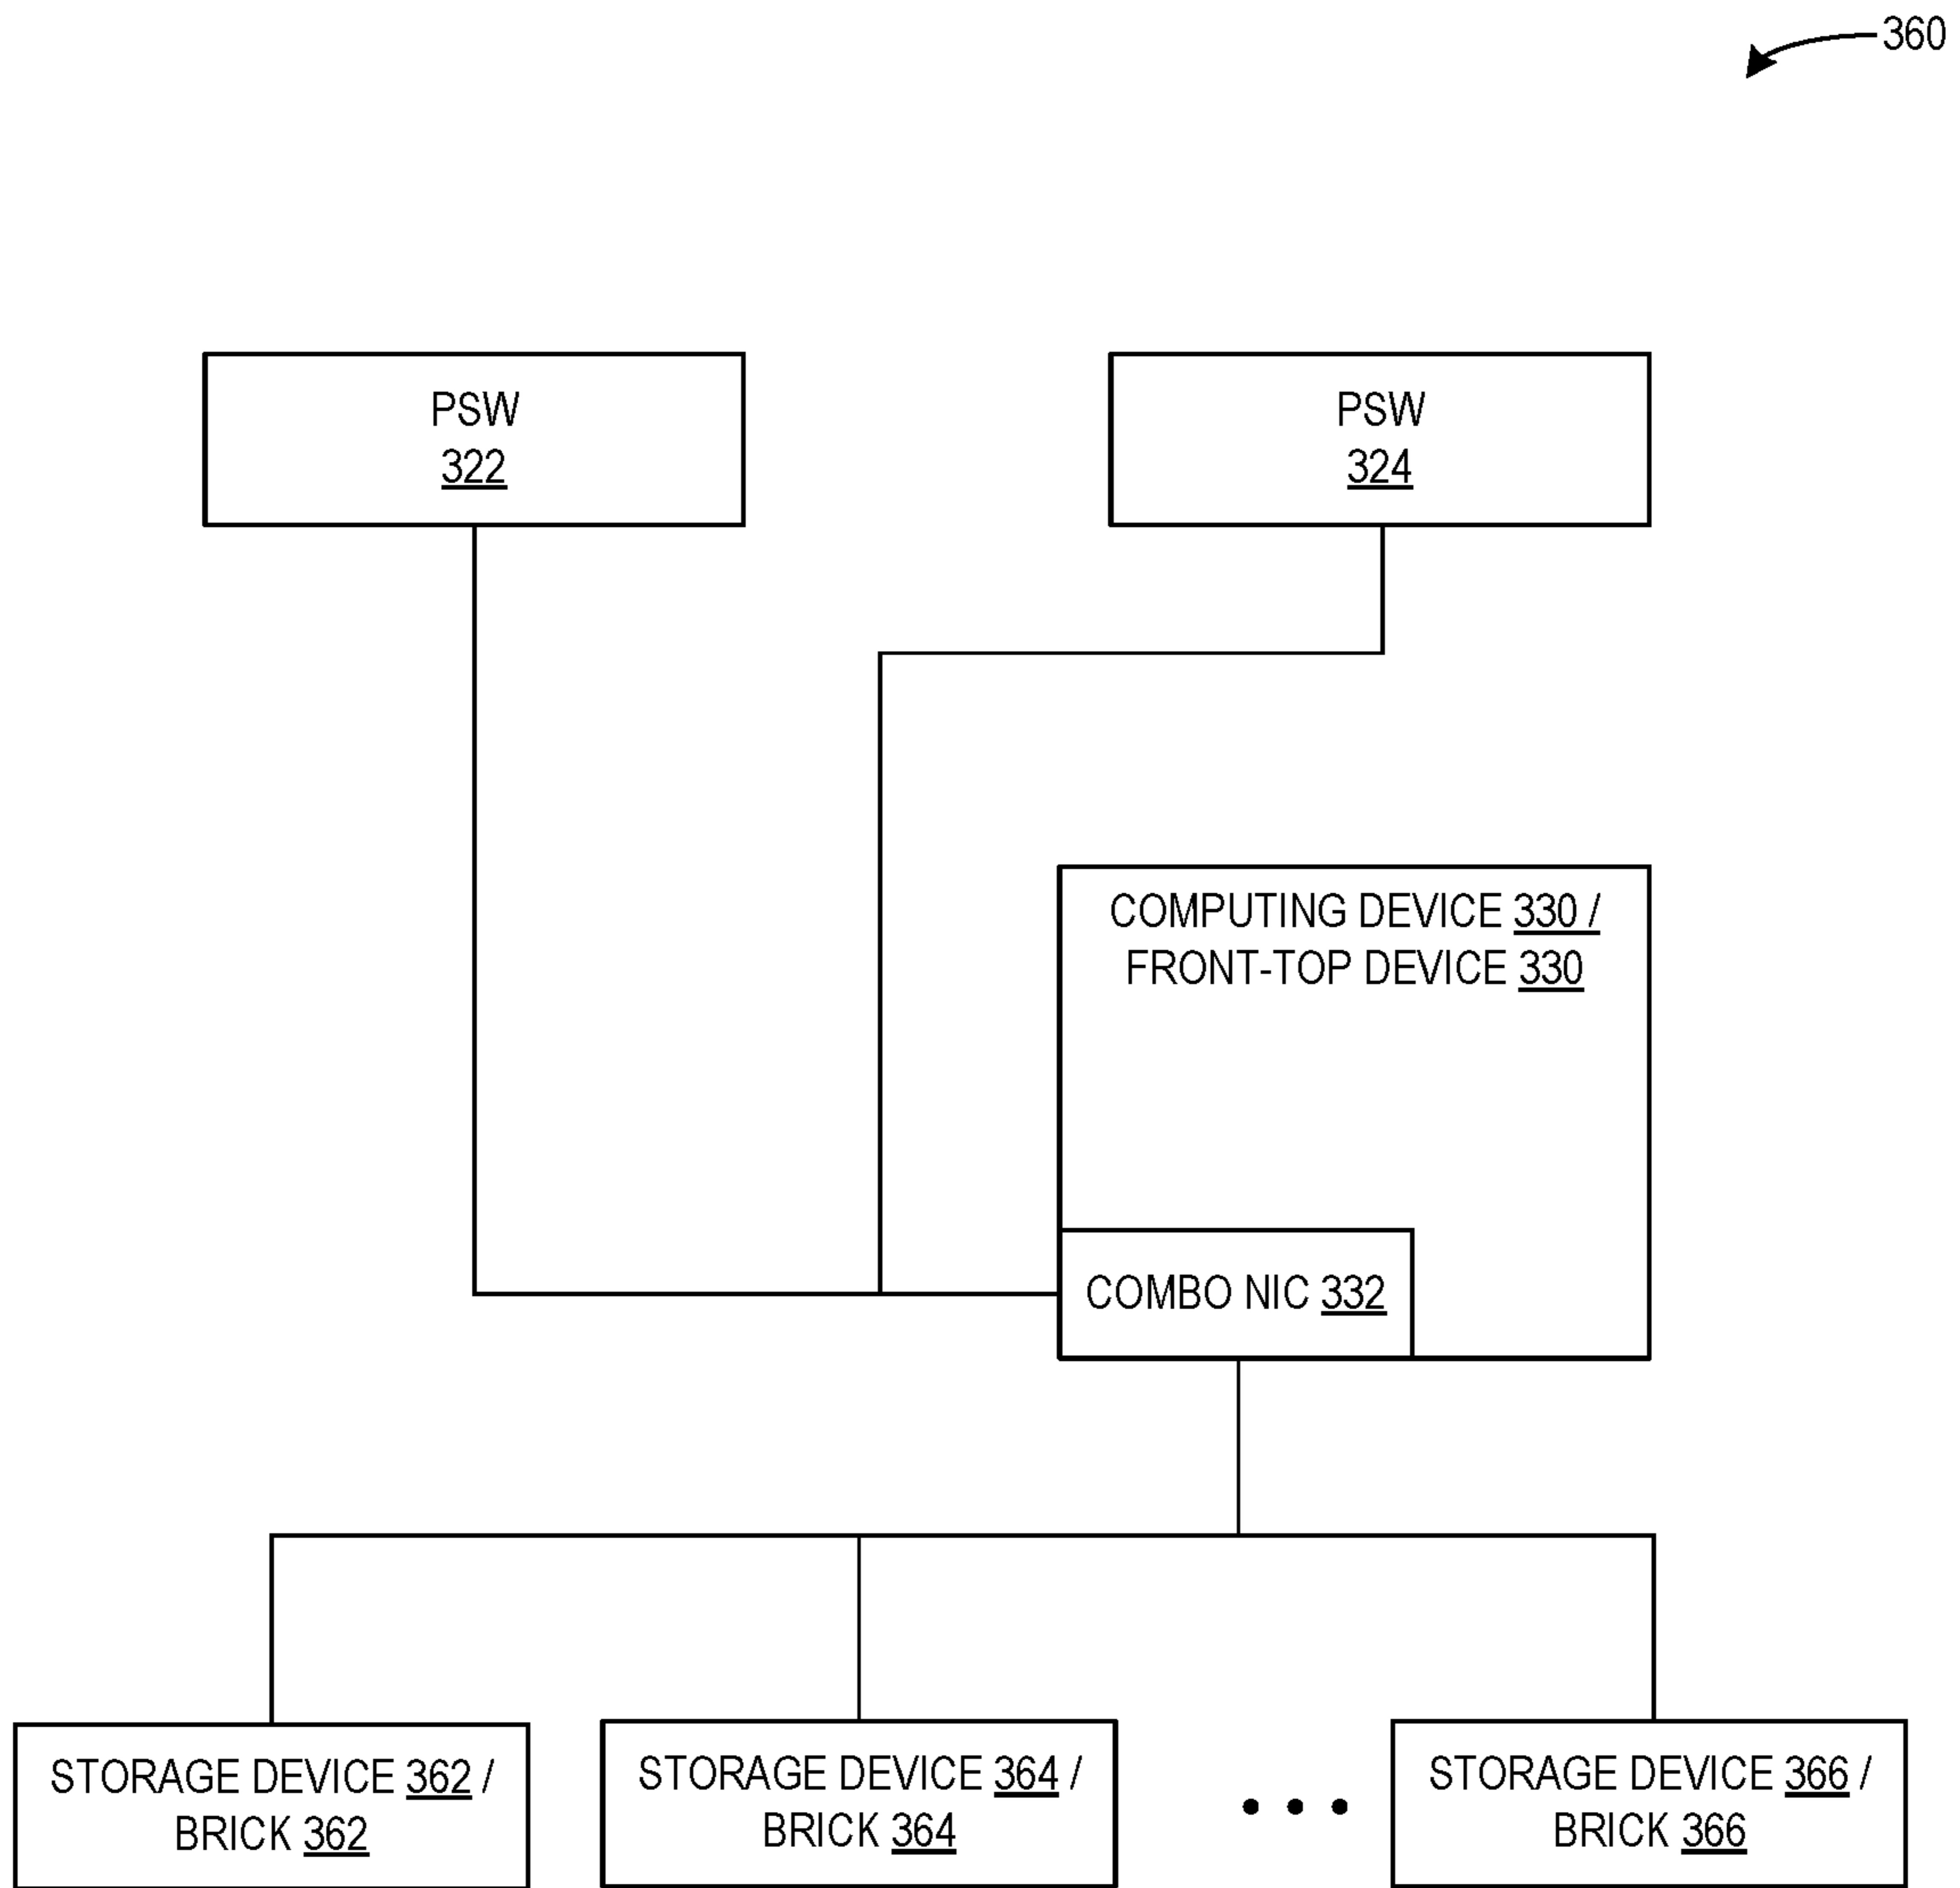 360
PSW
322
PSW
324
COMPUTING DEVICE 330 /
FRONT-TOP DEVICE 330
COMBO NIC 332
STORAGE DEVICE 362 /
BRICK 362
STORAGE DEVICE 364 /
BRICK 364
STORAGE DEVICE 366 /
BRICK 366